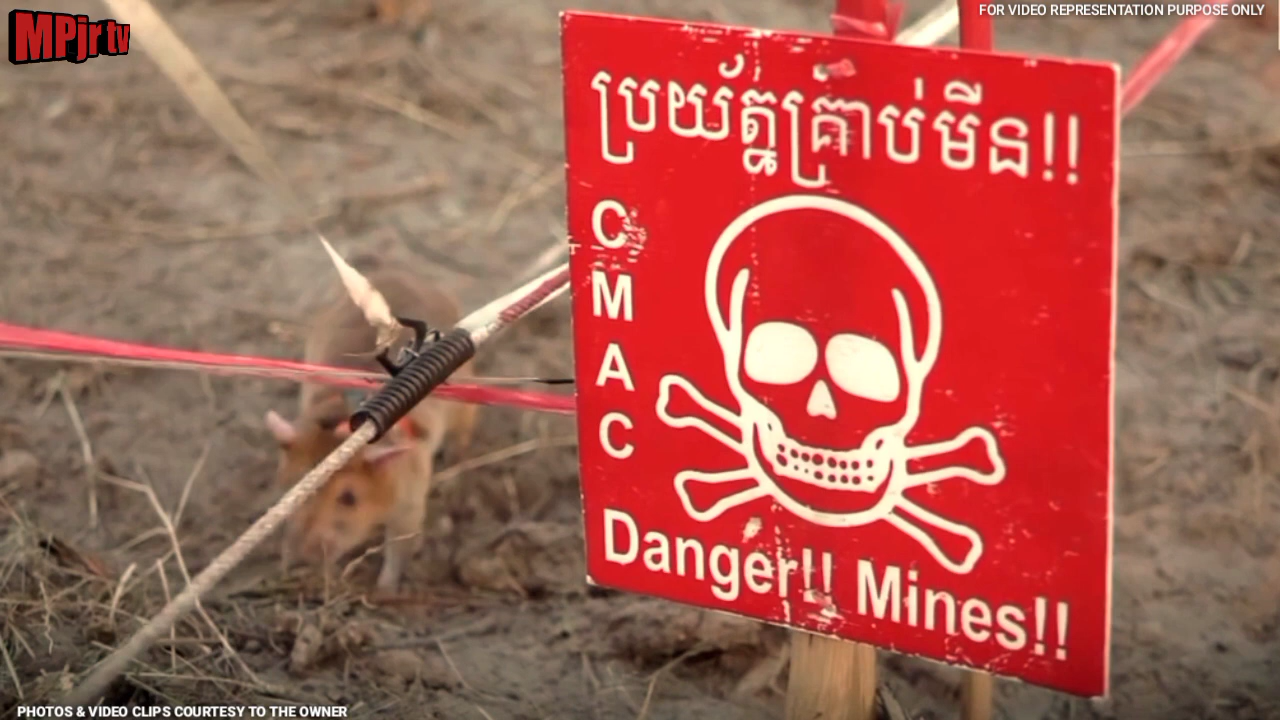 MPjr tv
FOR VIDEO REPRESENTATION PURPOSE ONLY
ប្រយ័ត្នគ្រាប់មីន!!
C
M
A
C
Danger!! Mines!!
PHOTOS & VIDEO CLIPS COURTESY TO THE OWNER